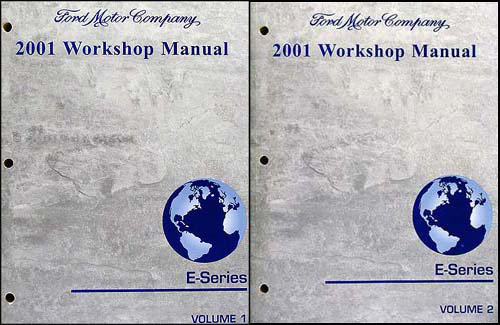 Ford Motor Company
2001 Workshop Manual
E-Series
VOLUME 1
Ford Motor Company
2001 Workshop Manual
E-Series
VOLUME 2